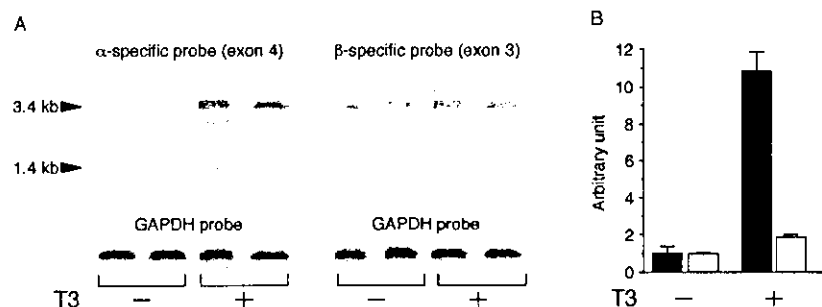 A
α-specific probe (exon 4)
β-specific probe (exon 3)
3.4 kb
1.4 kb
GAPDH probe
GAPDH probe
T3 − + − +
B
Arbitrary unit
12
10
8
6
4
2
0
T3 − +